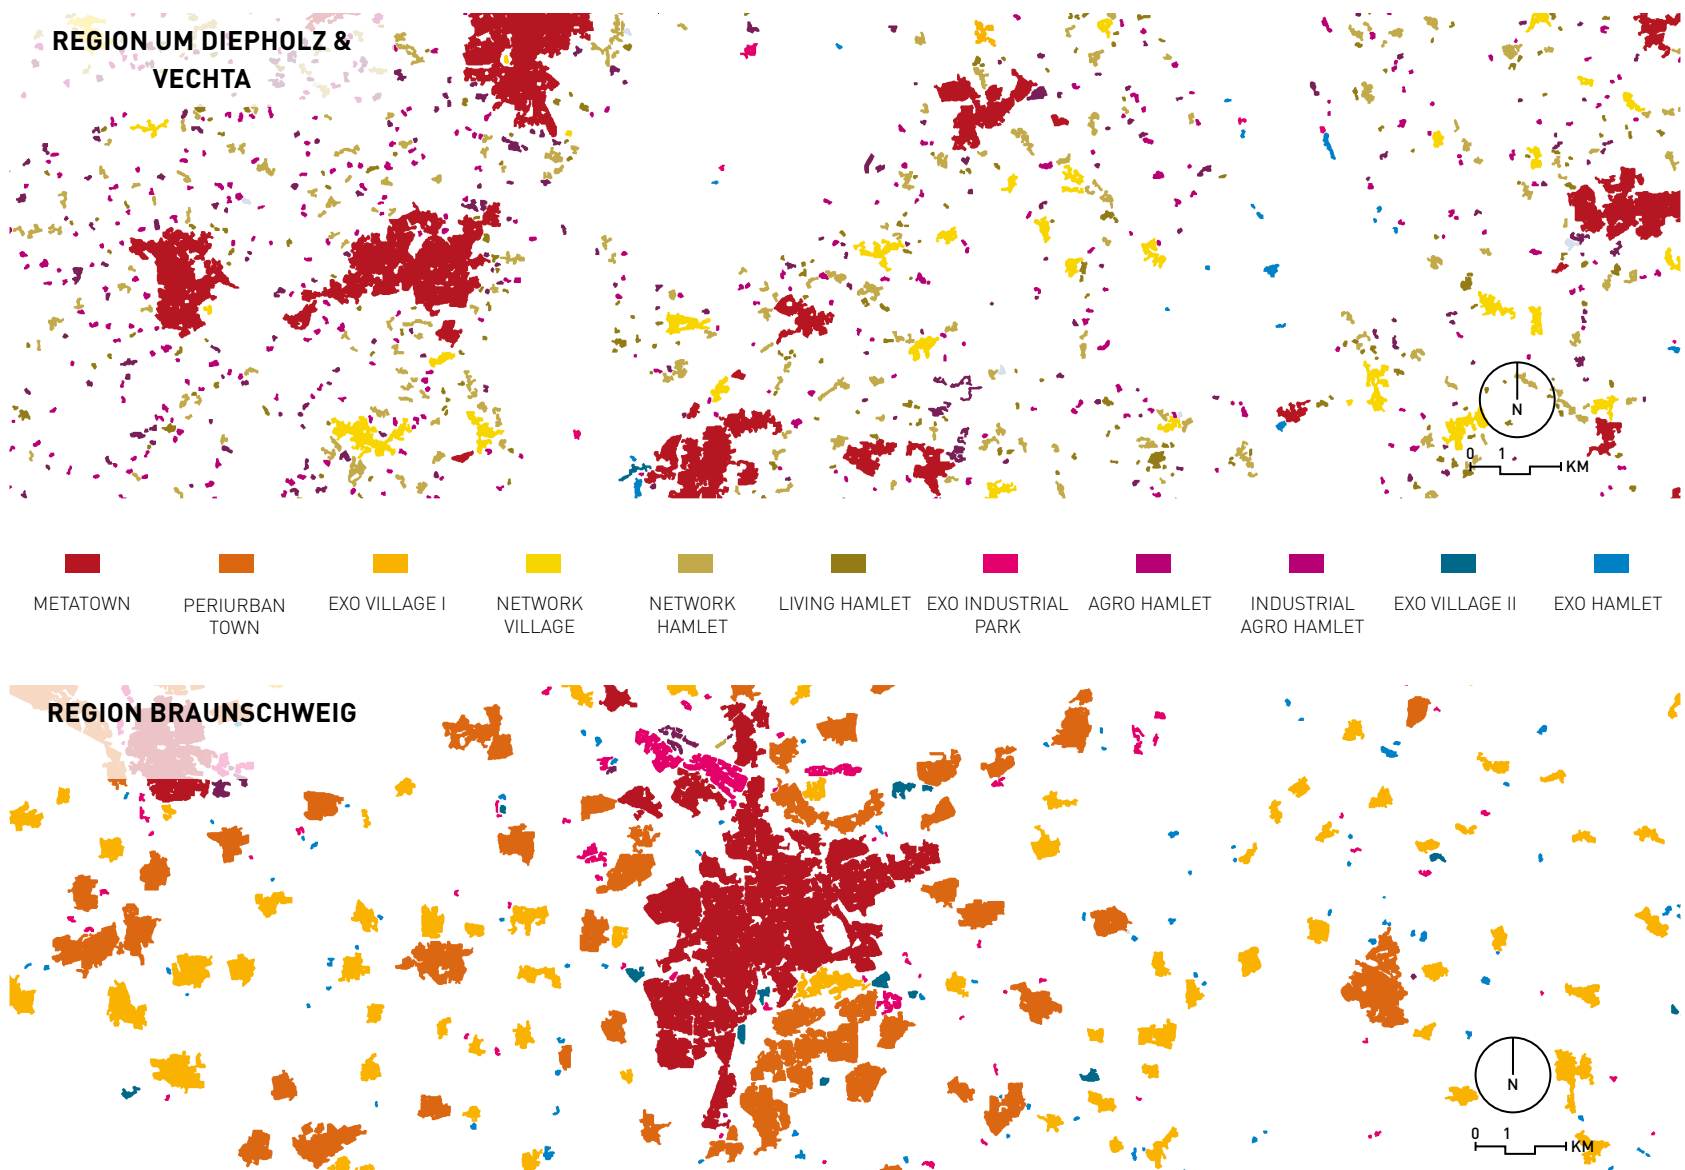 REGION UM DIEPHOLZ &
VECHTA
N
0 1 KM
METATOWN
PERIURBAN
TOWN
EXO VILLAGE I
NETWORK
VILLAGE
NETWORK
HAMLET
LIVING HAMLET
EXO INDUSTRIAL
PARK
AGRO HAMLET
INDUSTRIAL
AGRO HAMLET
EXO VILLAGE II
EXO HAMLET
REGION BRAUNSCHWEIG
N
0 1 KM